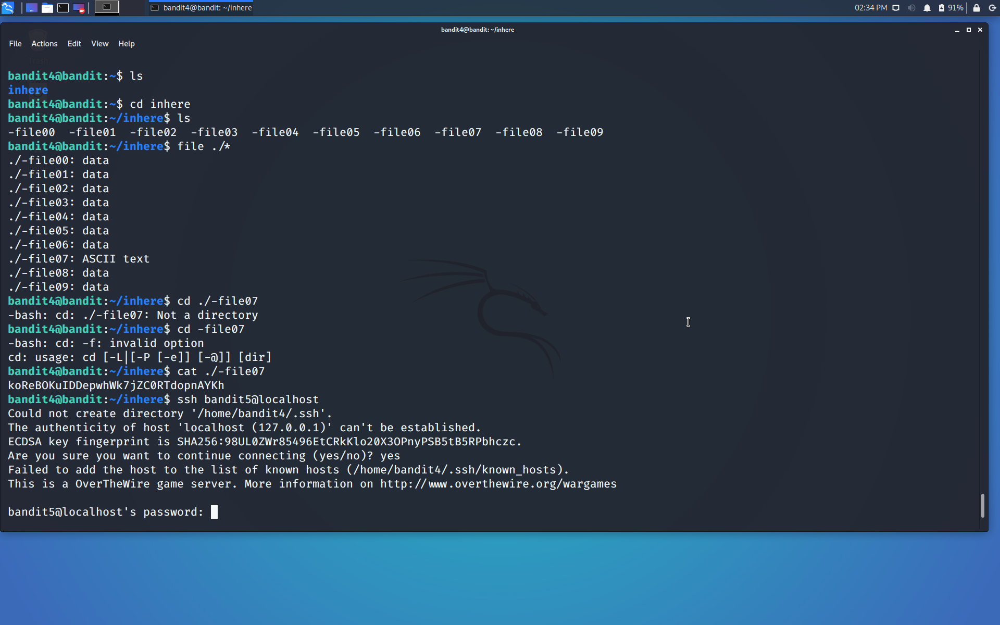 bandit4@bandit: ~/inhere
02:34 PM
91%
bandit4@bandit: ~/inhere
File Actions Edit View Help
bandit4@bandit:~$ ls
inhere
bandit4@bandit:~$ cd inhere
bandit4@bandit:~/inhere$ ls
-file00 -file01 -file02 -file03 -file04 -file05 -file06 -file07 -file08 -file09
bandit4@bandit:~/inhere$ file ./*
./-file00: data
./-file01: data
./-file02: data
./-file03: data
./-file04: data
./-file05: data
./-file06: data
./-file07: ASCII text
./-file08: data
./-file09: data
bandit4@bandit:~/inhere$ cd ./-file07
-bash: cd: ./-file07: Not a directory
bandit4@bandit:~/inhere$ cd -file07
-bash: cd: -f: invalid option
cd: usage: cd [-L|[-P [-e]] [-@]] [dir]
bandit4@bandit:~/inhere$ cat ./-file07
koReBOKuIDDepwhWk7jZC0RTdopnAYKh
bandit4@bandit:~/inhere$ ssh bandit5@localhost
Could not create directory '/home/bandit4/.ssh'.
The authenticity of host 'localhost (127.0.0.1)' can't be established.
ECDSA key fingerprint is SHA256:98UL0ZWr85496EtCRkKlo20X3OPnyPSB5tB5RPbhczc.
Are you sure you want to continue connecting (yes/no)? yes
Failed to add the host to the list of known hosts (/home/bandit4/.ssh/known_hosts).
This is a OverTheWire game server. More information on http://www.overthewire.org/wargames
bandit5@localhost's password: